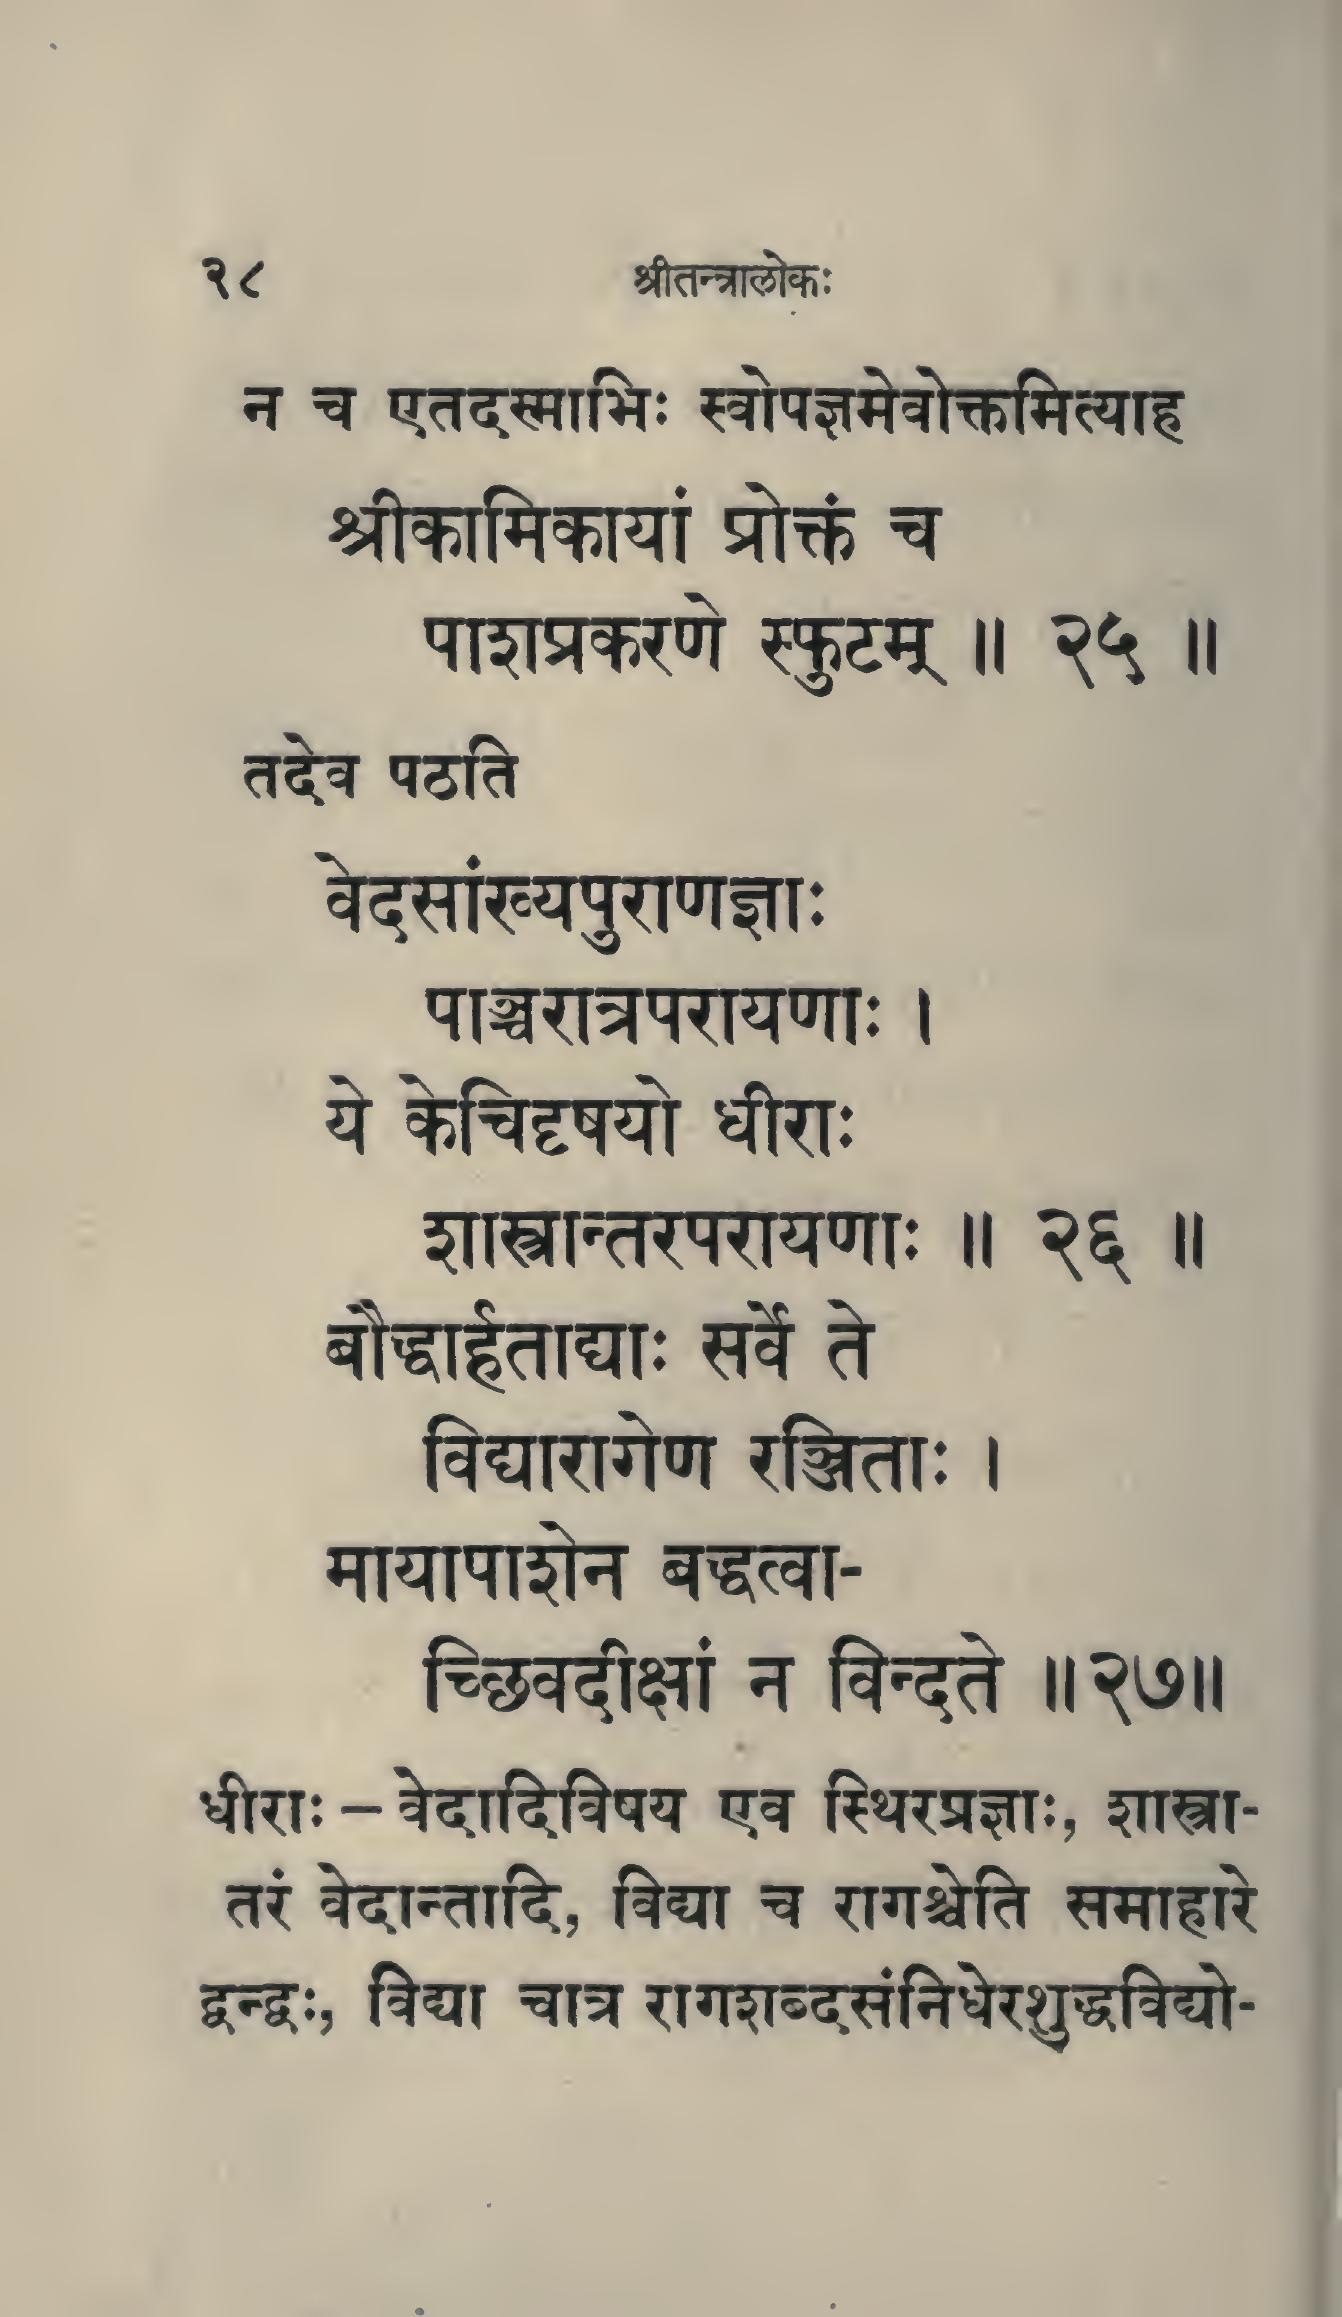 २८ श्रीतन्त्रालोकः
न च एतदस्माभिः स्वोपज्ञमेवोक्तमित्याह
श्रीकामिकायां प्रोक्तं च
पाशप्रकरणे स्फुटम् ॥ २५ ॥
तदेव पठति
वेदसांख्यपुराणज्ञाः
पाञ्चरात्रपरायणाः ।
ये केचिदृषयो धीराः
शास्त्रान्तरपरायणाः ॥ २६ ॥
बौद्धार्हताद्याः सर्वे ते
विद्यारागेण रञ्जिताः ।
मायापाशेन बद्धत्वा-
च्छिवदीक्षां न विन्दते ॥२७॥
धीराः – वेदादिविषय एव स्थिरप्रज्ञाः, शास्त्रा-
तरं वेदान्तादि, विद्या च रागश्चेति समाहारे
द्वन्द्वः, विद्या चात्र रागशब्दसंनिधेरशुद्धविद्यो-